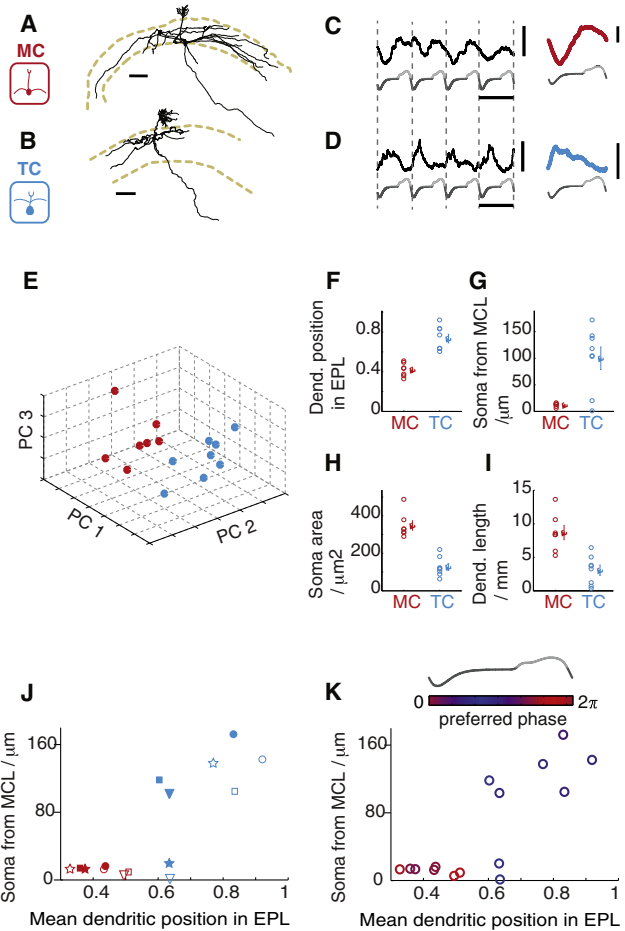 A
MC
B
TC
C
D
E
PC 3
PC 1
PC 2
F
Dend. position
in EPL
0.8
0.4
0
MC TC
G
Soma from MCL
/μm
150
100
50
0
MC TC
H
Soma area
/ μm2
400
200
0
MC TC
I
Dend. length
/ mm
15
10
5
0
MC TC
J
Soma from MCL / μm
160
80
0
0.4 0.6 0.8 1
Mean dendritic position in EPL
K
0 2π
preferred phase
Soma from MCL / μm
160
80
0
0.4 0.6 0.8 1
Mean dendritic position in EPL